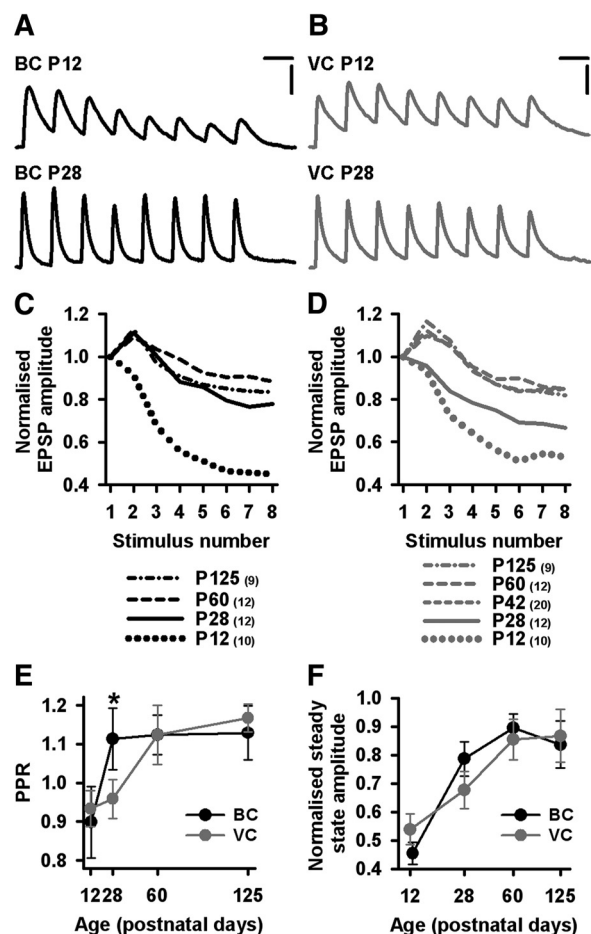 A
B
BC P12
VC P12
BC P28
VC P28
C
D
Normalised
EPSP amplitude
1.2
1.0
0.8
0.6
0.4
1 2 3 4 5 6 7 8
Stimulus number
Normalised
EPSP amplitude
1.2
1.0
0.8
0.6
0.4
1 2 3 4 5 6 7 8
Stimulus number
P125 (9)
P60 (12)
P28 (12)
P12 (10)
P125 (9)
P60 (12)
P42 (20)
P28 (12)
P12 (10)
E
F
PPR
1.2
1.1
1.0
0.9
0.8
*
BC
VC
12 28 60 125
Age (postnatal days)
Normalised steady
state amplitude
1.0
0.9
0.8
0.7
0.6
0.5
0.4
BC
VC
12 28 60 125
Age (postnatal days)